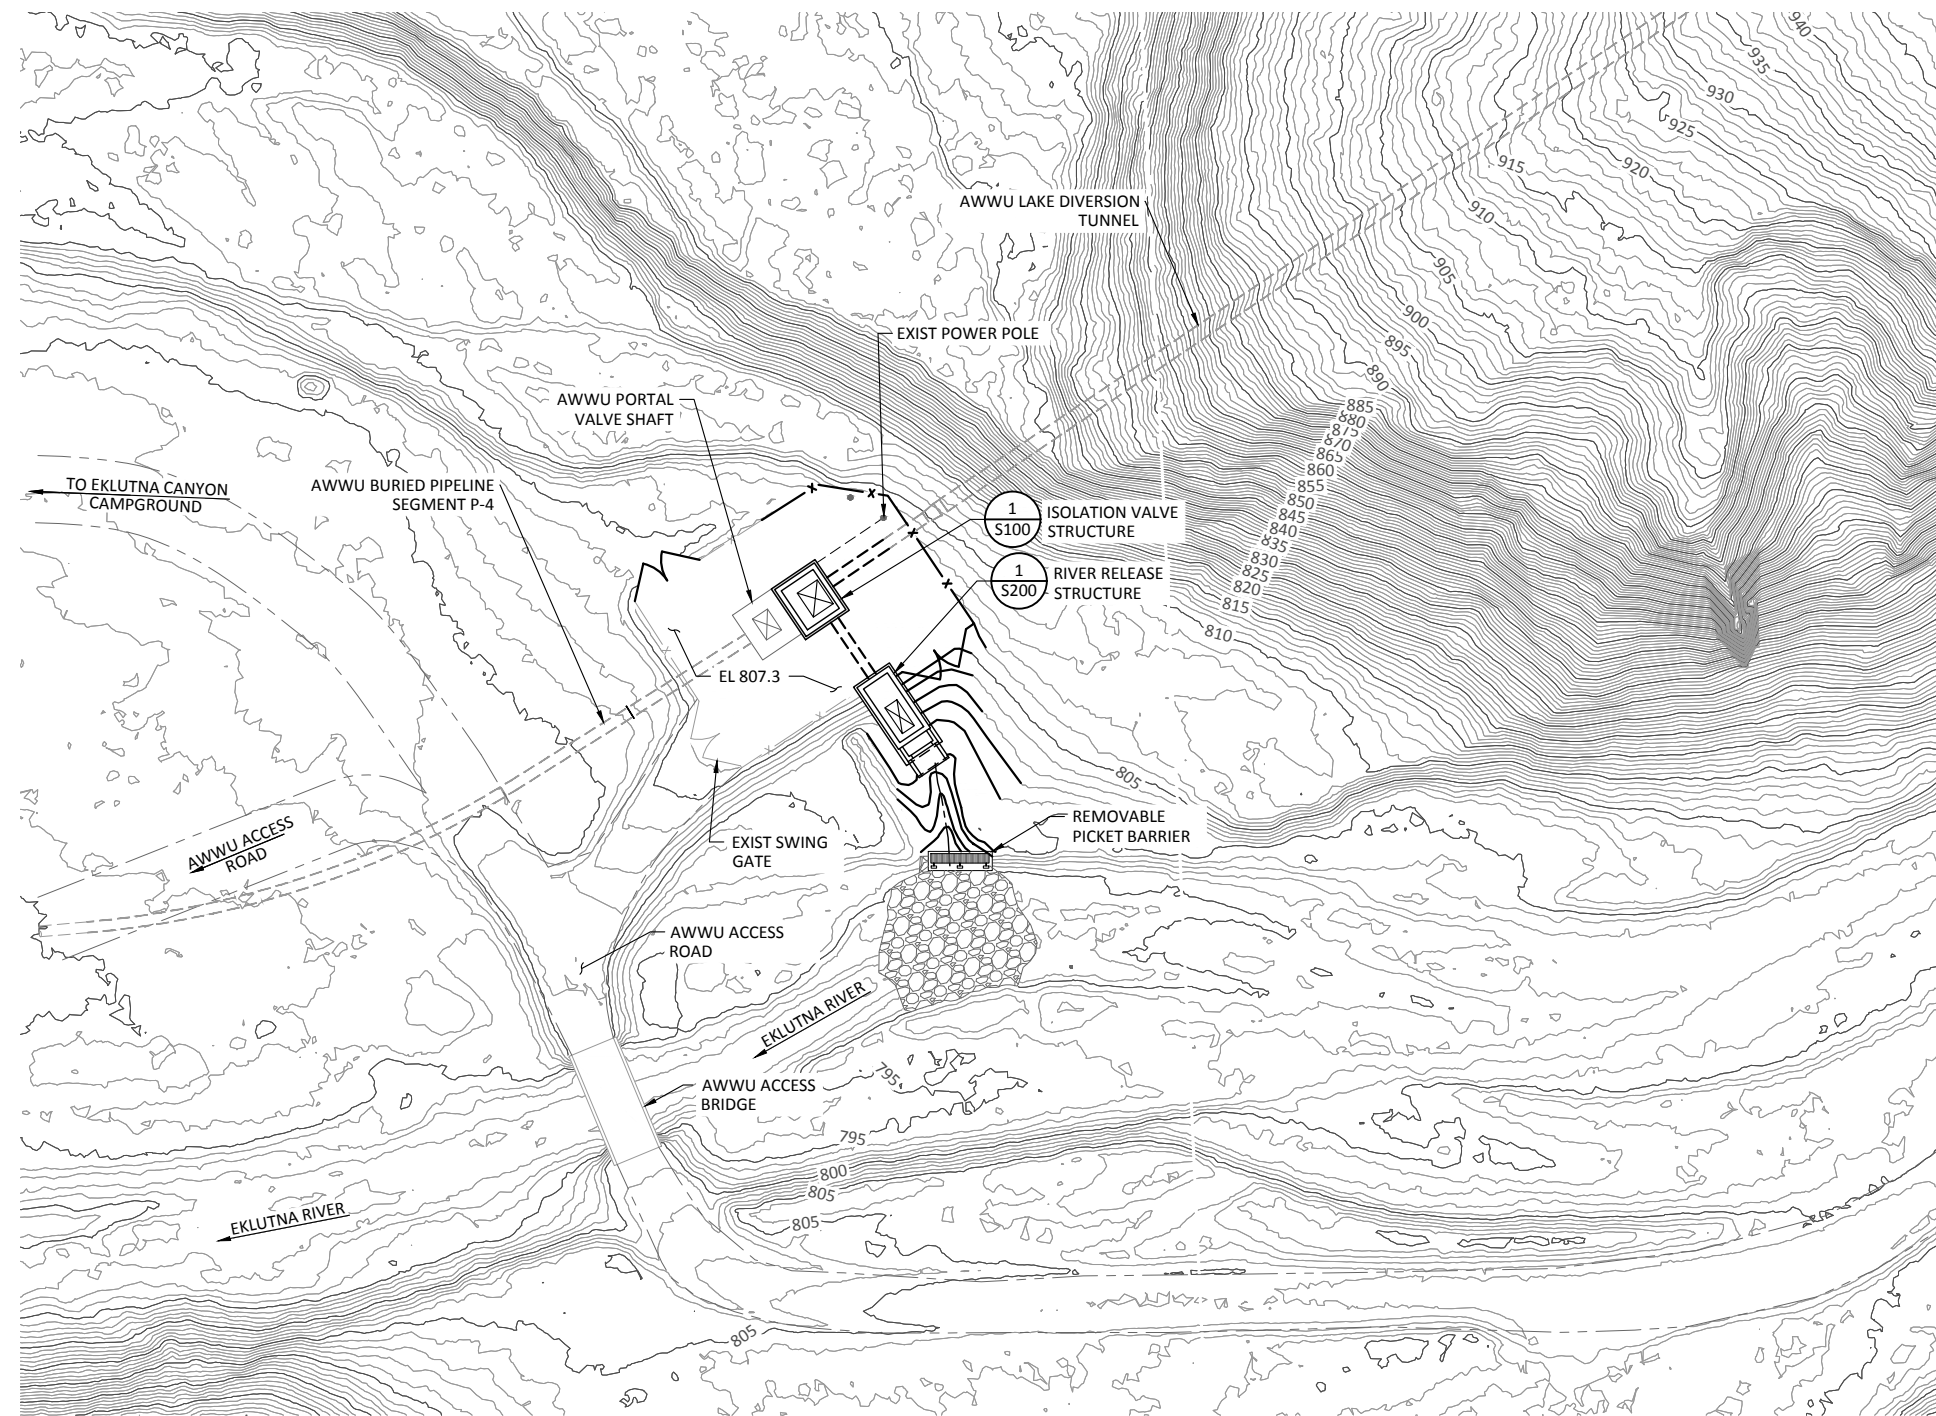 940
935
930
925
920
915
910
905
900
895
890
885
880
875
870
865
860
855
850
845
840
835
830
825
820
815
810
AWWU LAKE DIVERSION
TUNNEL
EXIST POWER POLE
AWWU PORTAL
VALVE SHAFT
AWWU BURIED PIPELINE
SEGMENT P-4
TO EKLUTNA CANYON
CAMPGROUND
1
S100
ISOLATION VALVE
STRUCTURE
1
S200
RIVER RELEASE
STRUCTURE
EL 807.3
805
REMOVABLE
PICKET BARRIER
EXIST SWING
GATE
AWWU ACCESS
ROAD
AWWU ACCESS
ROAD
EKLUTNA RIVER
AWWU ACCESS
BRIDGE
795
795
800
805
805
EKLUTNA RIVER
805